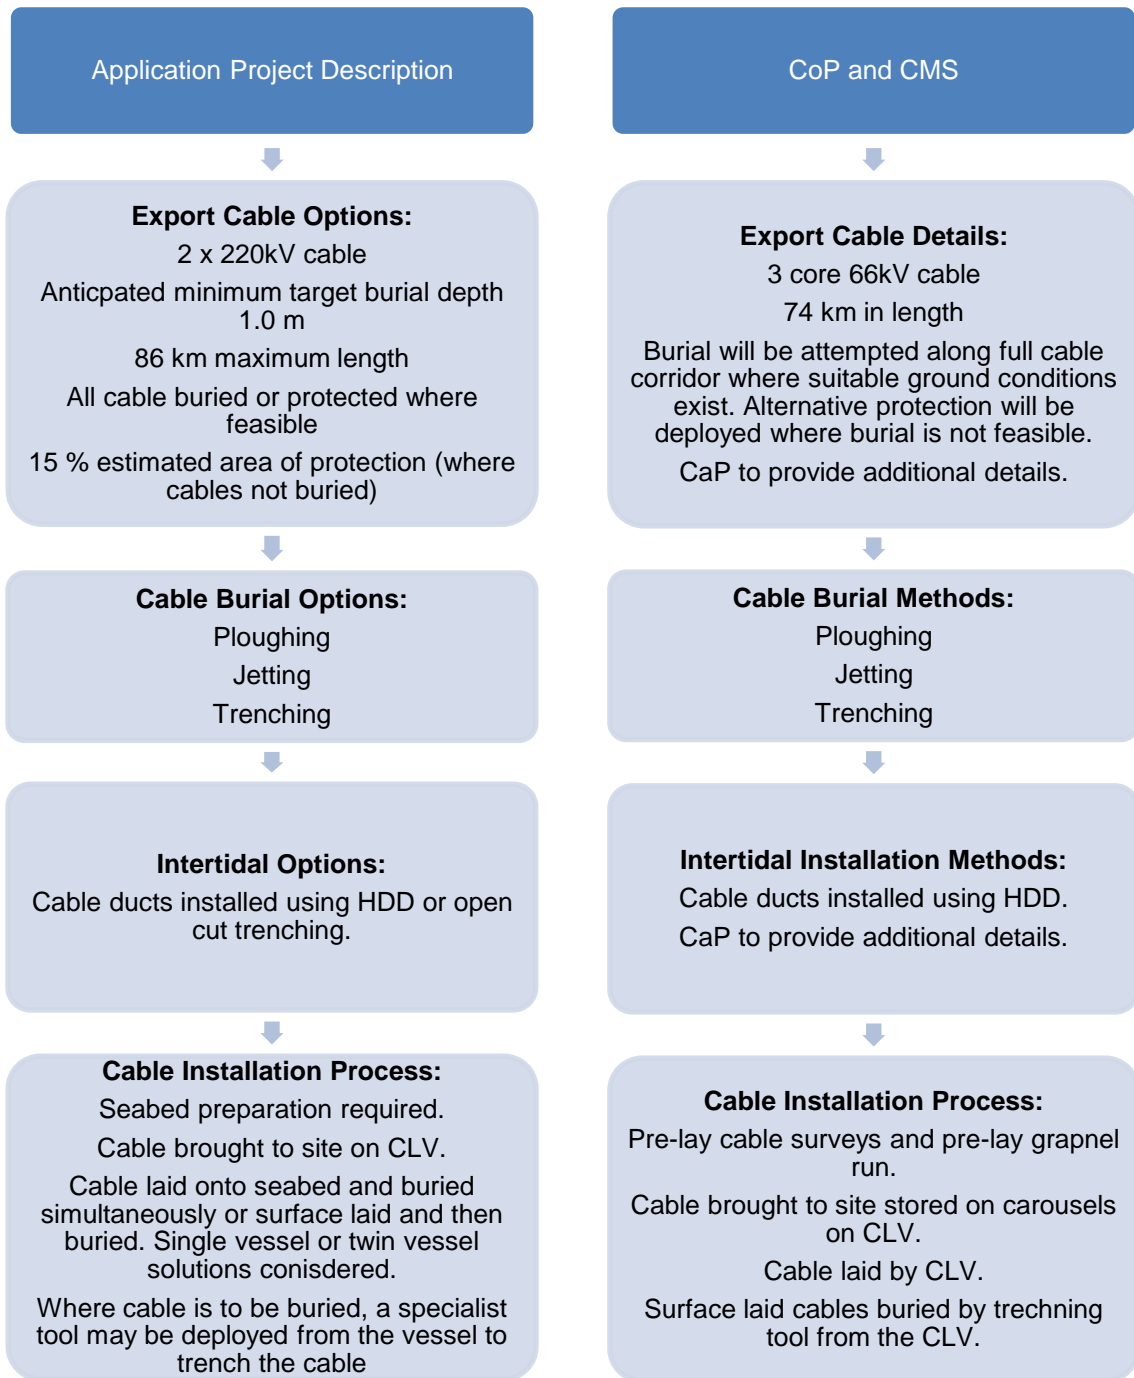 Application Project Description
Export Cable Options:
2 x 220kV cable
Anticpated minimum target burial depth
1.0 m
86 km maximum length
All cable buried or protected where
feasible
15 % estimated area of protection (where
cables not buried)
Cable Burial Options:
Ploughing
Jetting
Trenching
Intertidal Options:
Cable ducts installed using HDD or open
cut trenching.
Cable Installation Process:
Seabed preparation required.
Cable brought to site on CLV.
Cable laid onto seabed and buried
simultaneously or surface laid and then
buried. Single vessel or twin vessel
solutions conisdered.
Where cable is to be buried, a specialist
tool may be deployed from the vessel to
trench the cable
CoP and CMS
Export Cable Details:
3 core 66kV cable
74 km in length
Burial will be attempted along full cable
corridor where suitable ground conditions
exist. Alternative protection will be
deployed where burial is not feasible.
CaP to provide additional details.
Cable Burial Methods:
Ploughing
Jetting
Trenching
Intertidal Installation Methods:
Cable ducts installed using HDD.
CaP to provide additional details.
Cable Installation Process:
Pre-lay cable surveys and pre-lay grapnel
run.
Cable brought to site stored on carousels
on CLV.
Cable laid by CLV.
Surface laid cables buried by trechning
tool from the CLV.